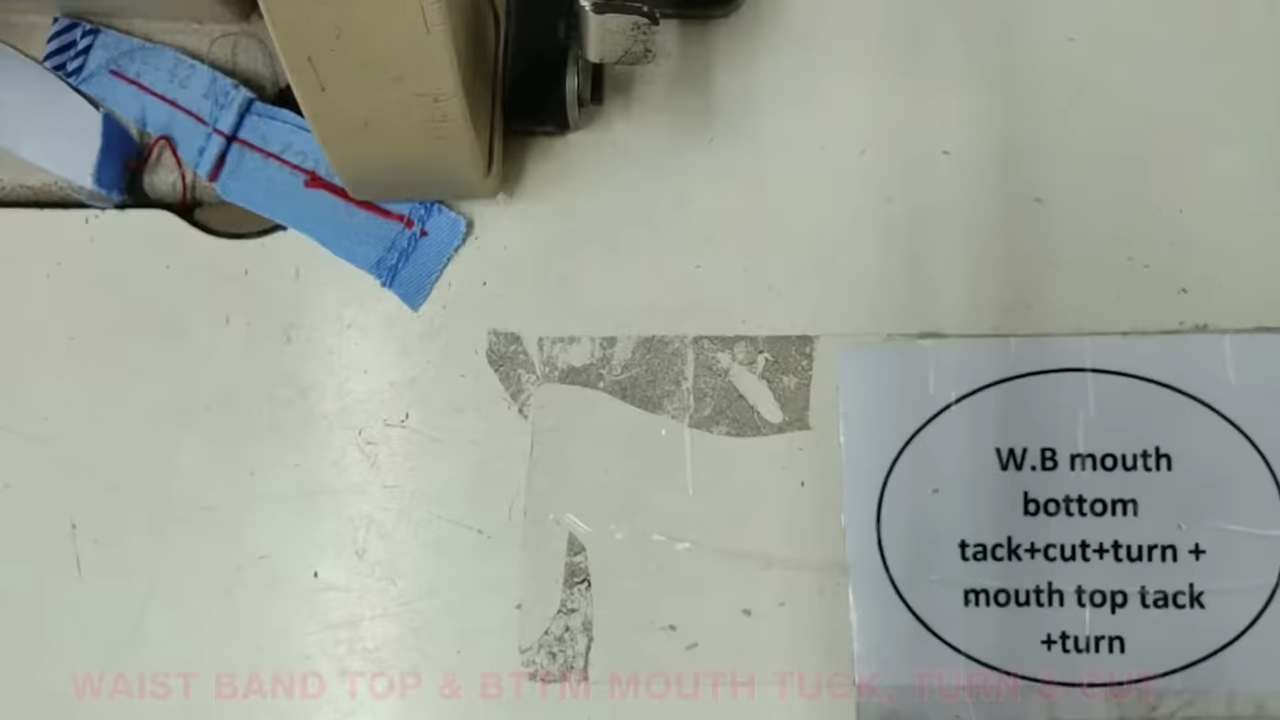 W.B mouth
bottom
tack+cut+turn +
mouth top tack
+turn
WAIST BAND TOP & BTTM MOUTH TUCK, TURN & CUT